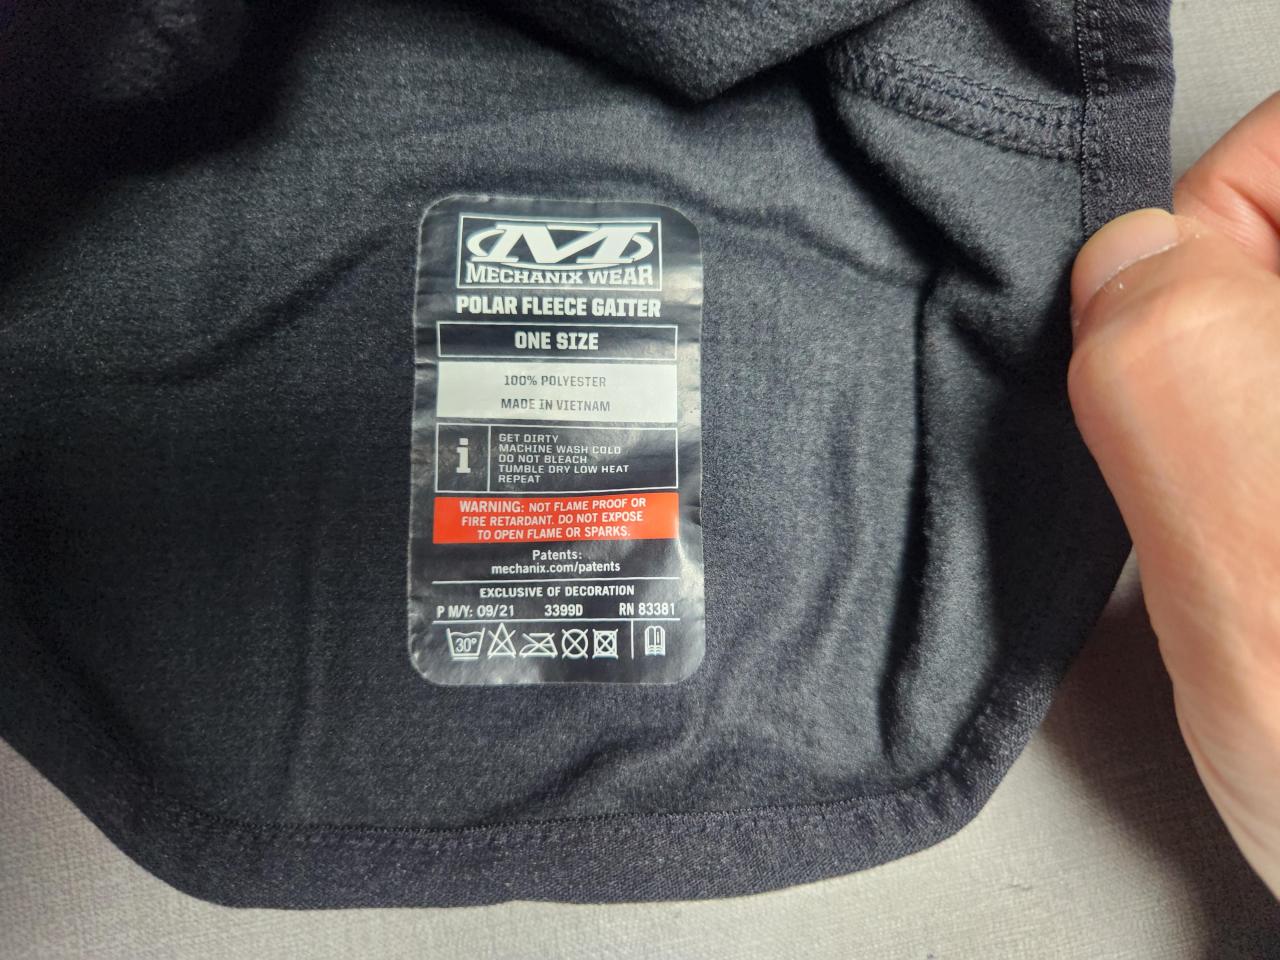 MECHANIX WEAR
POLAR FLEECE GAITER
ONE SIZE
100% POLYESTER
MADE IN VIETNAM
i
GET DIRTY
MACHINE WASH COLD
DO NOT BLEACH
TUMBLE DRY LOW HEAT
REPEAT
WARNING: NOT FLAME PROOF OR
FIRE RETARDANT. DO NOT EXPOSE
TO OPEN FLAME OR SPARKS.
Patents:
mechanix.com/patents
EXCLUSIVE OF DECORATION
P M/Y: 09/21 3399D RN 83381
30°